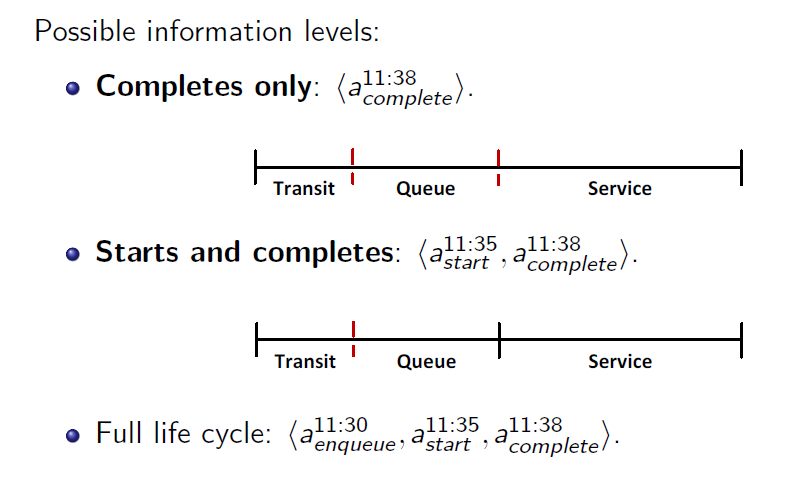 Possible information levels:
Completes only: ⟨a^{11:38}_{complete}⟩.
Transit Queue Service
Starts and completes: ⟨a^{11:35}_{start}, a^{11:38}_{complete}⟩.
Transit Queue Service
Full life cycle: ⟨a^{11:30}_{enqueue}, a^{11:35}_{start}, a^{11:38}_{complete}⟩.